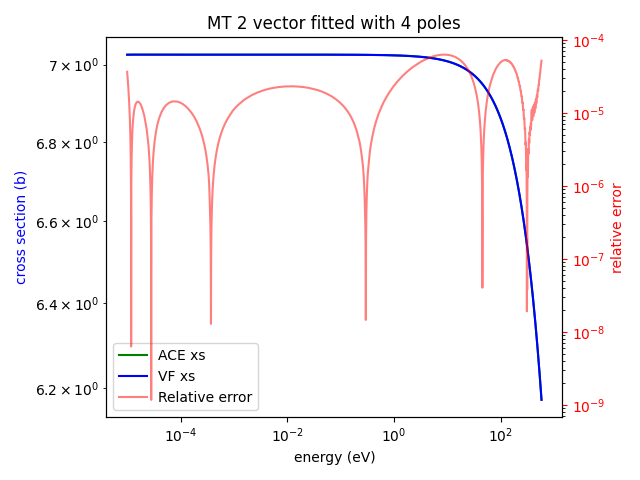 MT 2 vector fitted with 4 poles
cross section (b)
7 × 10⁰
6.8 × 10⁰
6.6 × 10⁰
6.4 × 10⁰
6.2 × 10⁰
10⁻⁴
10⁻⁵
10⁻⁶
10⁻⁷
10⁻⁸
10⁻⁹
relative error
ACE xs
VF xs
Relative error
10⁻⁴ 10⁻² 10⁰ 10²
energy (eV)